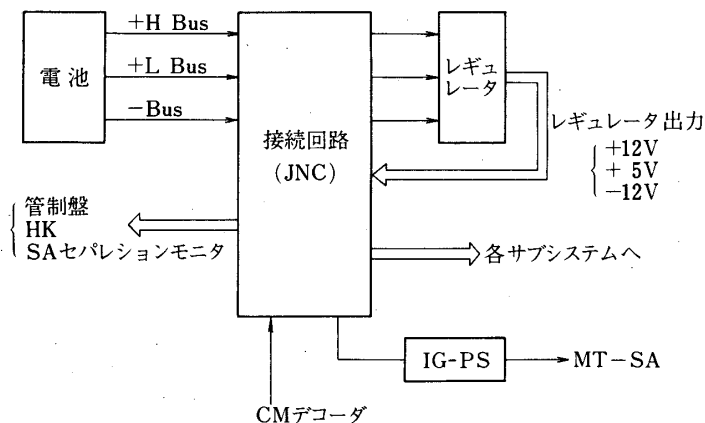 電池
+H Bus
+L Bus
−Bus
接続回路
(JNC)
レギュ
レータ
レギュレータ出力
+12V
+ 5V
−12V
管制盤
HK
SAセパレションモニタ
各サブシステムへ
IG-PS
MT−SA
CMデコーダ